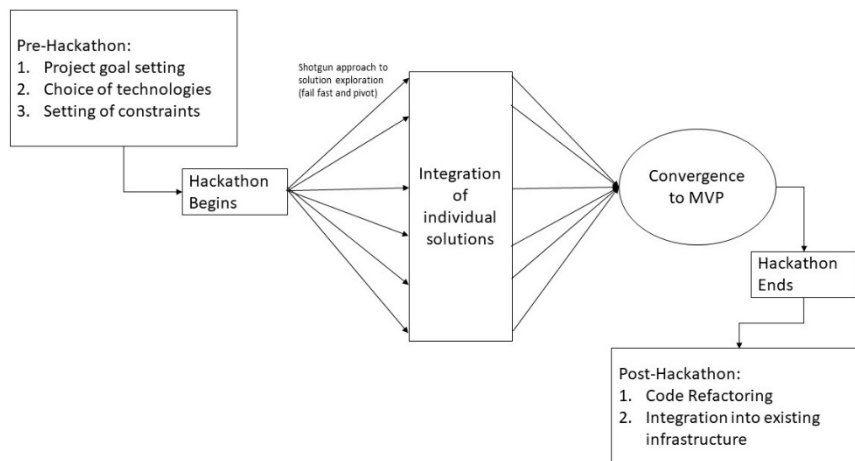 Pre-Hackathon:
1. Project goal setting
2. Choice of technologies
3. Setting of constraints
Hackathon
Begins
Shotgun approach to
solution exploration
(fail fast and pivot)
Integration
of
individual
solutions
Convergence
to MVP
Hackathon
Ends
Post-Hackathon:
1. Code Refactoring
2. Integration into existing
infrastructure